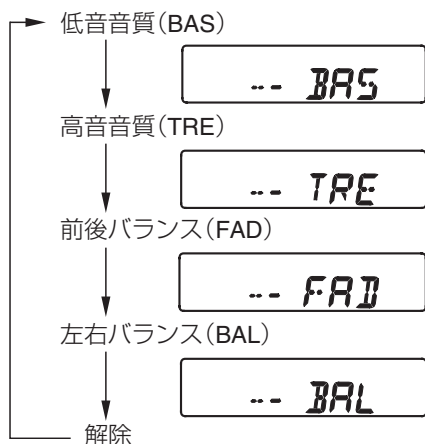 低音音質(BAS)
-- BAS
高音音質(TRE)
-- TRE
前後バランス(FAD)
-- FAD
左右バランス(BAL)
-- BAL
解除